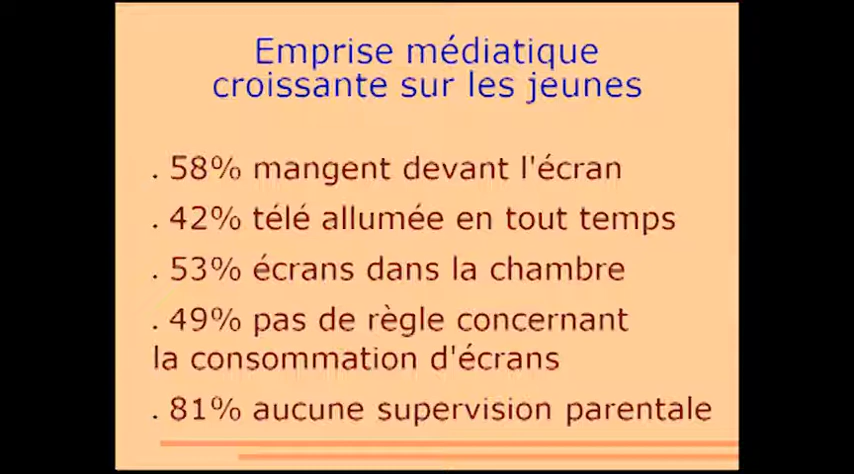 Emprise médiatique
croissante sur les jeunes
. 58% mangent devant l'écran
. 42% télé allumée en tout temps
. 53% écrans dans la chambre
. 49% pas de règle concernant
la consommation d'écrans
. 81% aucune supervision parentale